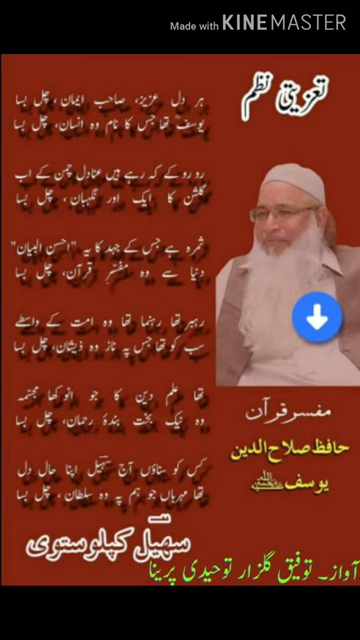 Made with KINEMASTER
تعزیتی نظم
ہر دل عزیز، صاحب ایمان، چل بسا
یوسف تھا جس کا نام وہ انسان، چل بسا
رو رو کے کہہ رہے ہیں عنادل چمن کے اب
گلشن کا ایک اور نگہبان، چل بسا
ثمرہ ہے جس کے جہد کا یہ "احسن البیان"
دنیا سے وہ مفسر قرآن، چل بسا
رہبر تھا رہنما تھا وہ امت کے واسطے
سب کو تھا جس پہ ناز وہ ذیشان، چل بسا
تھا علم دین کا جو انوکھا مجتمعہ
وہ نیک بخت بندۂ رحمان، چل بسا
کس کو سناؤں آج سہیل اپنا حال دل
تھا مہرباں جو ہم پہ وہ سلطان، چل بسا
سہیل کپلوستوی
مفسر قرآن
حافظ صلاح الدین
یوسف
آواز۔ توفیق گلزار توحیدی پرینا